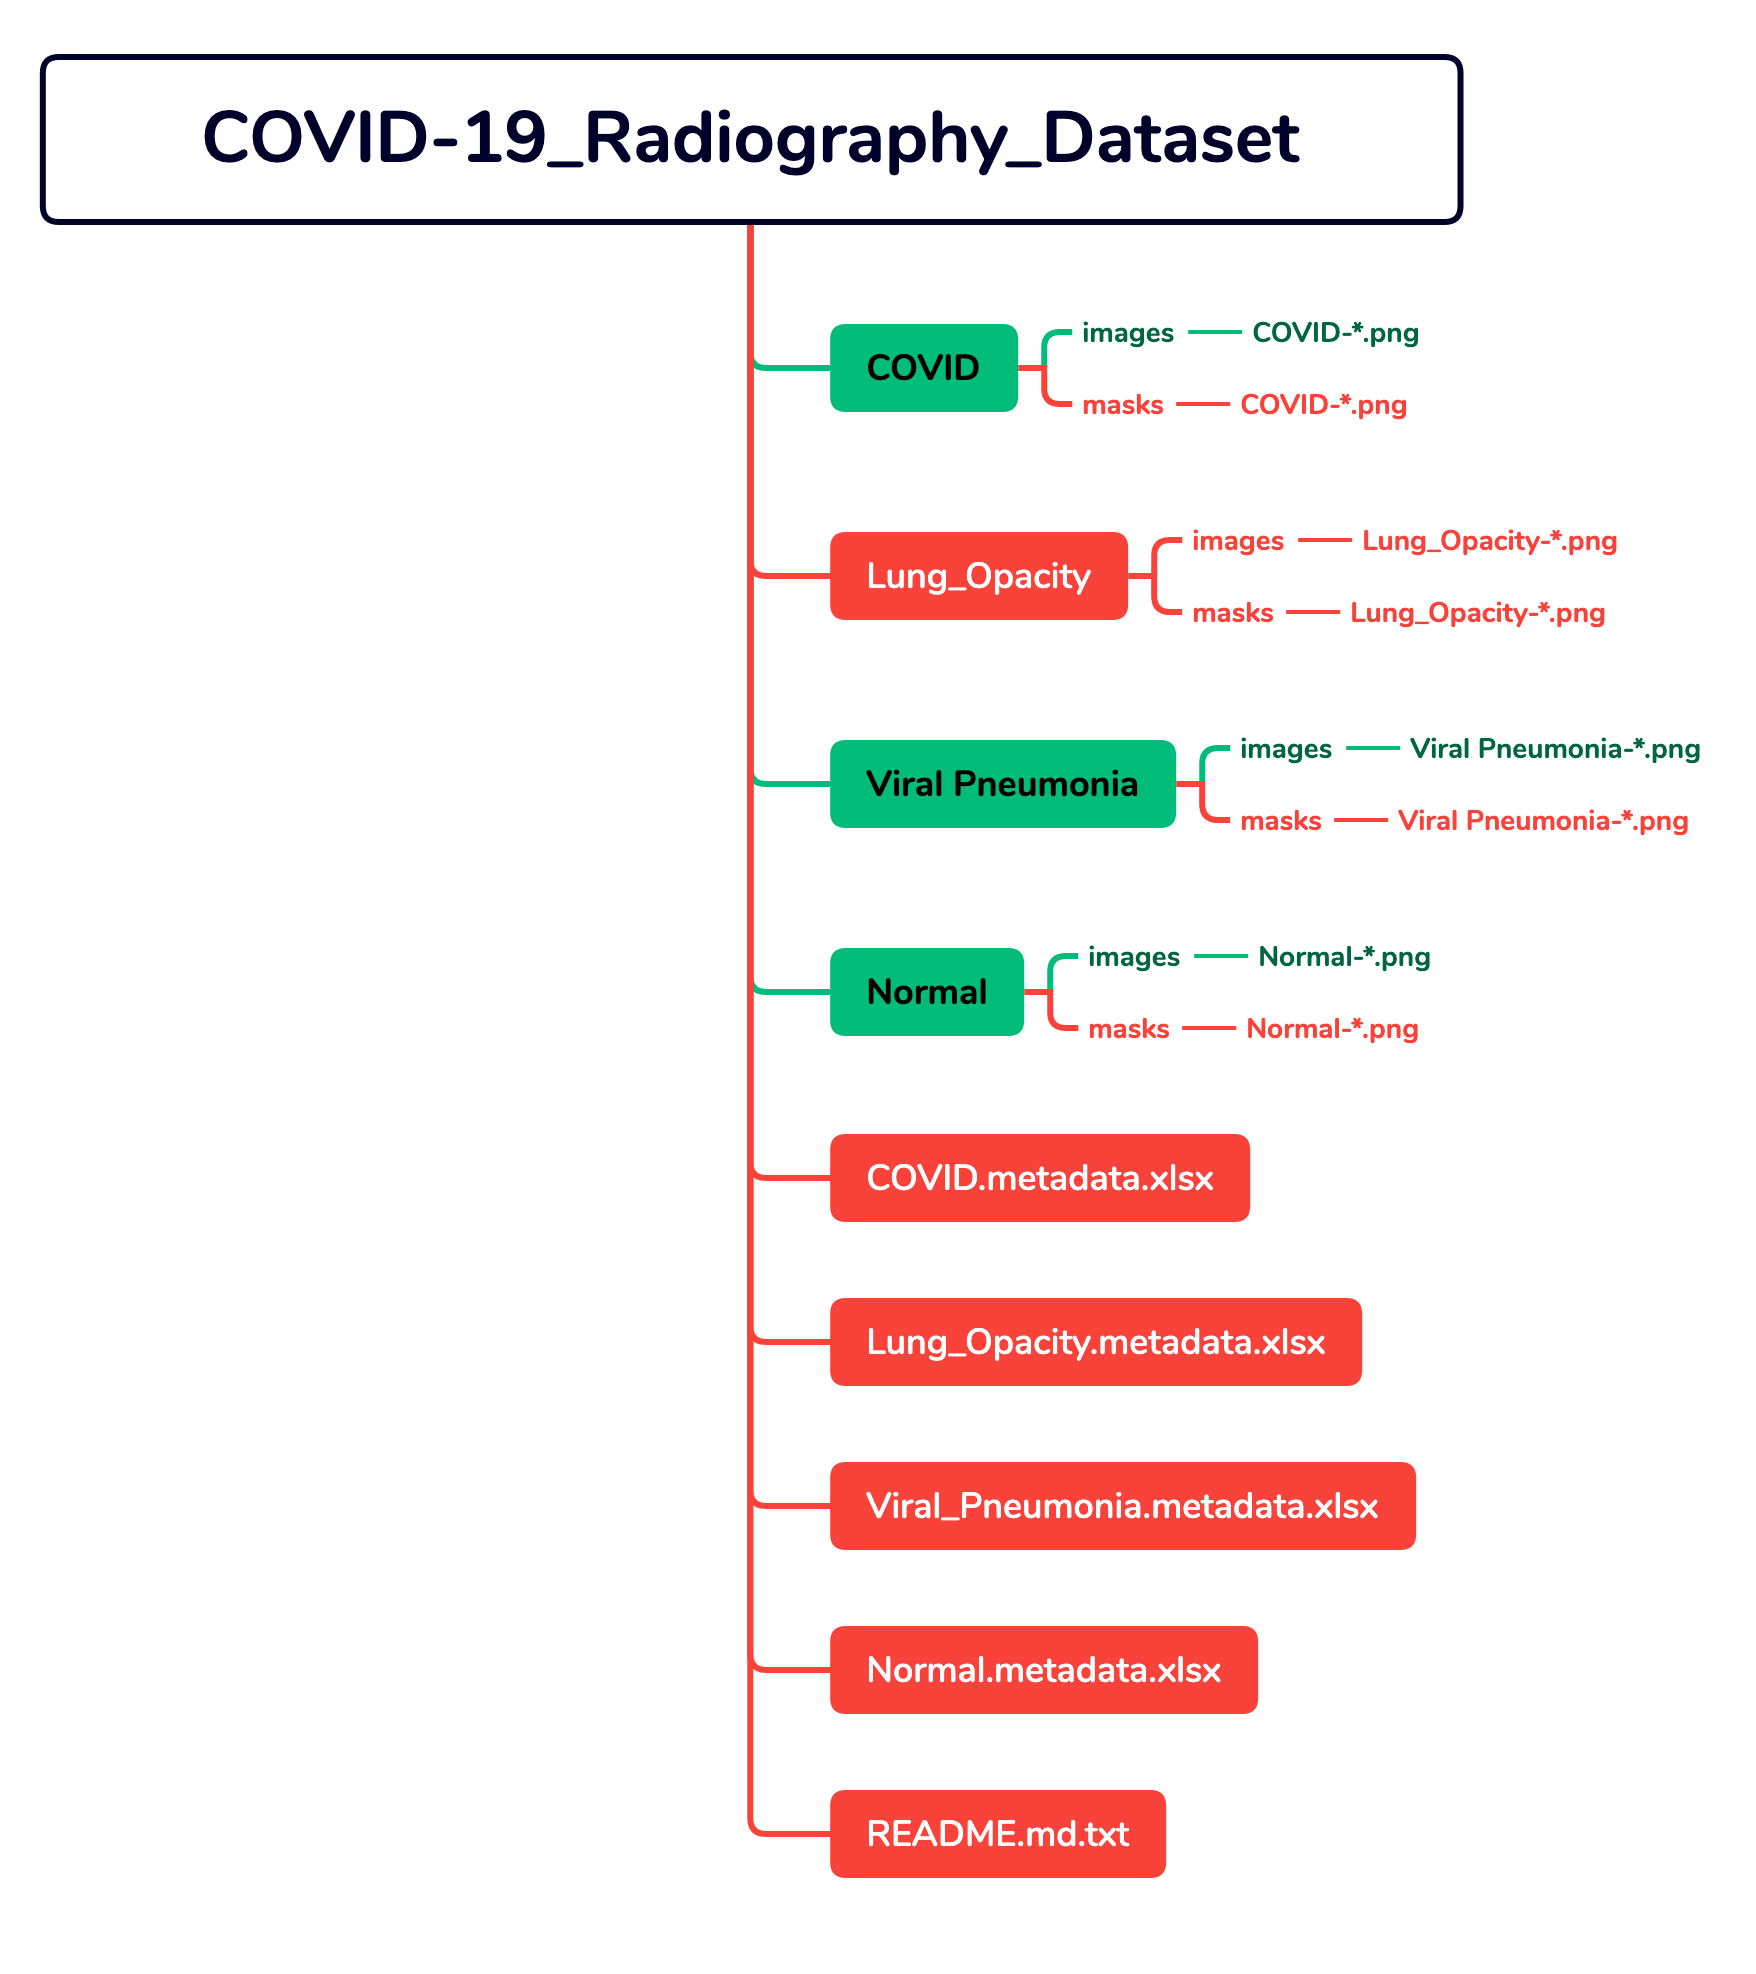 COVID-19_Radiography_Dataset
COVID
images
COVID-*.png
masks
COVID-*.png
Lung_Opacity
images
Lung_Opacity-*.png
masks
Lung_Opacity-*.png
Viral Pneumonia
images
Viral Pneumonia-*.png
masks
Viral Pneumonia-*.png
Normal
images
Normal-*.png
masks
Normal-*.png
COVID.metadata.xlsx
Lung_Opacity.metadata.xlsx
Viral_Pneumonia.metadata.xlsx
Normal.metadata.xlsx
README.md.txt